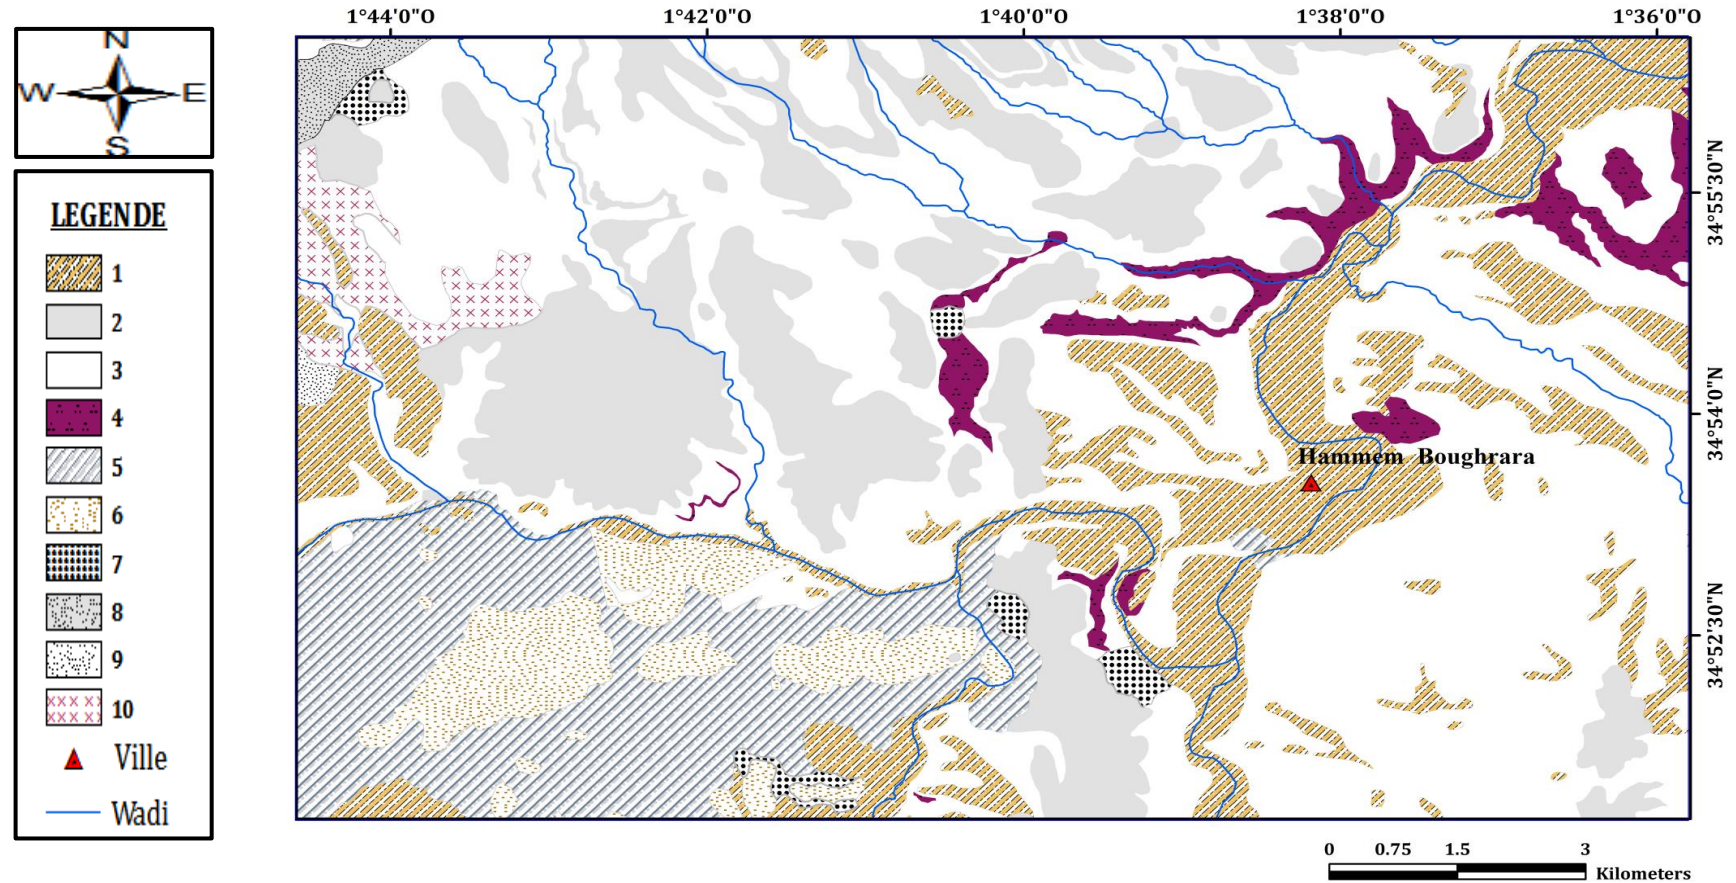 1°44'0"O 1°42'0"O 1°40'0"O 1°38'0"O 1°36'0"O
N
W E
S
LEGENDE
1
2
3
4
5
6
7
8
9
10
Ville
Wadi
34°55'30"N
34°54'0"N
34°52'30"N
Hammem Boughrara
0 0.75 1.5 3
Kilometers